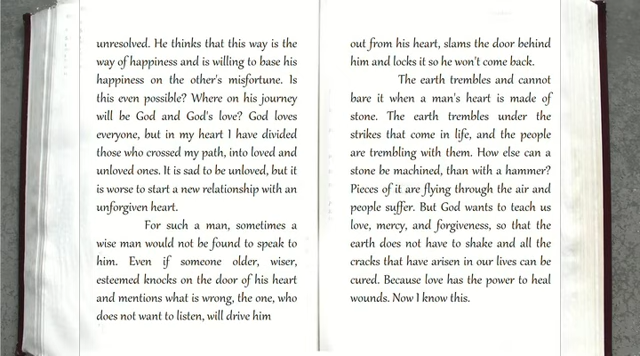 unresolved. He thinks that this way is the
way of happiness and is willing to base his
happiness on the other's misfortune. Is
this even possible? Where on his journey
will be God and God's love? God loves
everyone, but in my heart I have divided
those who crossed my path, into loved and
unloved ones. It is sad to be unloved, but it
is worse to start a new relationship with an
unforgiven heart.
For such a man, sometimes a
wise man would not be found to speak to
him. Even if someone older, wiser,
esteemed knocks on the door of his heart
and mentions what is wrong, the one, who
does not want to listen, will drive him
out from his heart, slams the door behind
him and locks it so he won't come back.
The earth trembles and cannot
bare it when a man's heart is made of
stone. The earth trembles under the
strikes that come in life, and the people
are trembling with them. How else can a
stone be machined, than with a hammer?
Pieces of it are flying through the air and
people suffer. But God wants to teach us
love, mercy, and forgiveness, so that the
earth does not have to shake and all the
cracks that have arisen in our lives can be
cured. Because love has the power to heal
wounds. Now I know this.